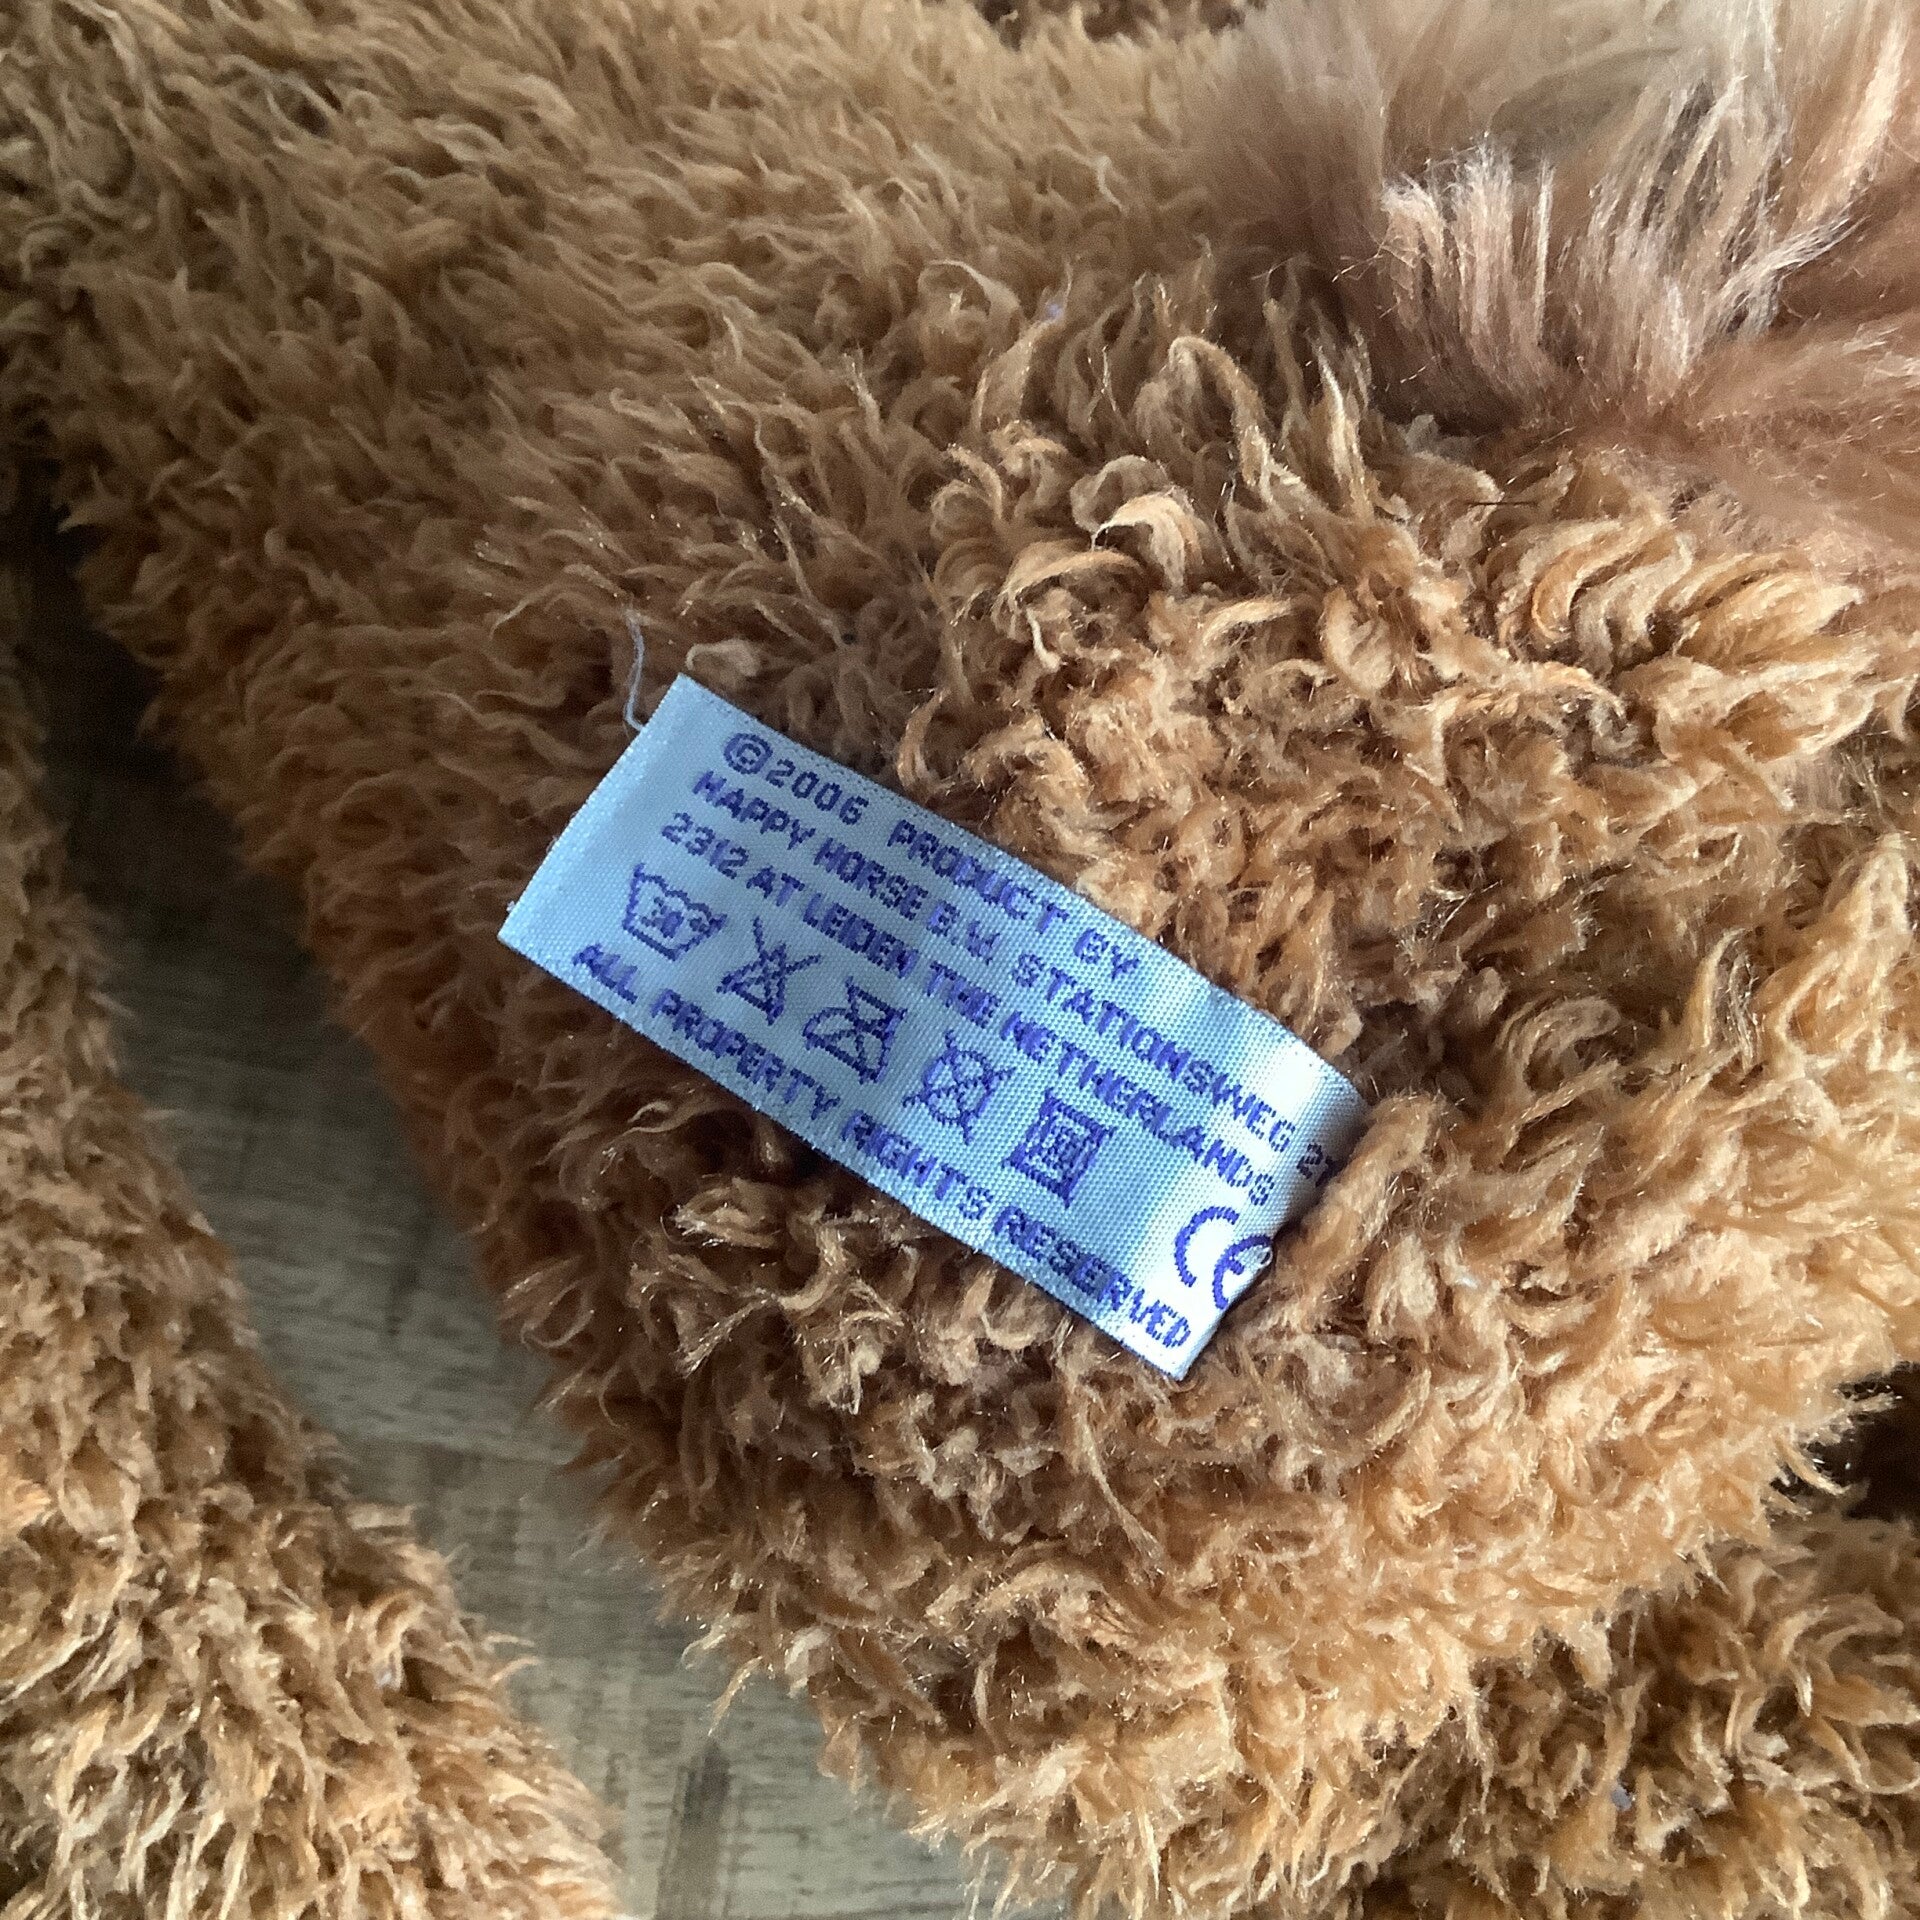 ©2006 PRODUCT BY
HAPPY HORSE B.V. STATIONSWEG
2312 AT LEIDEN THE NETHERLANDS
30
CE
ALL PROPERTY RIGHTS RESERVED